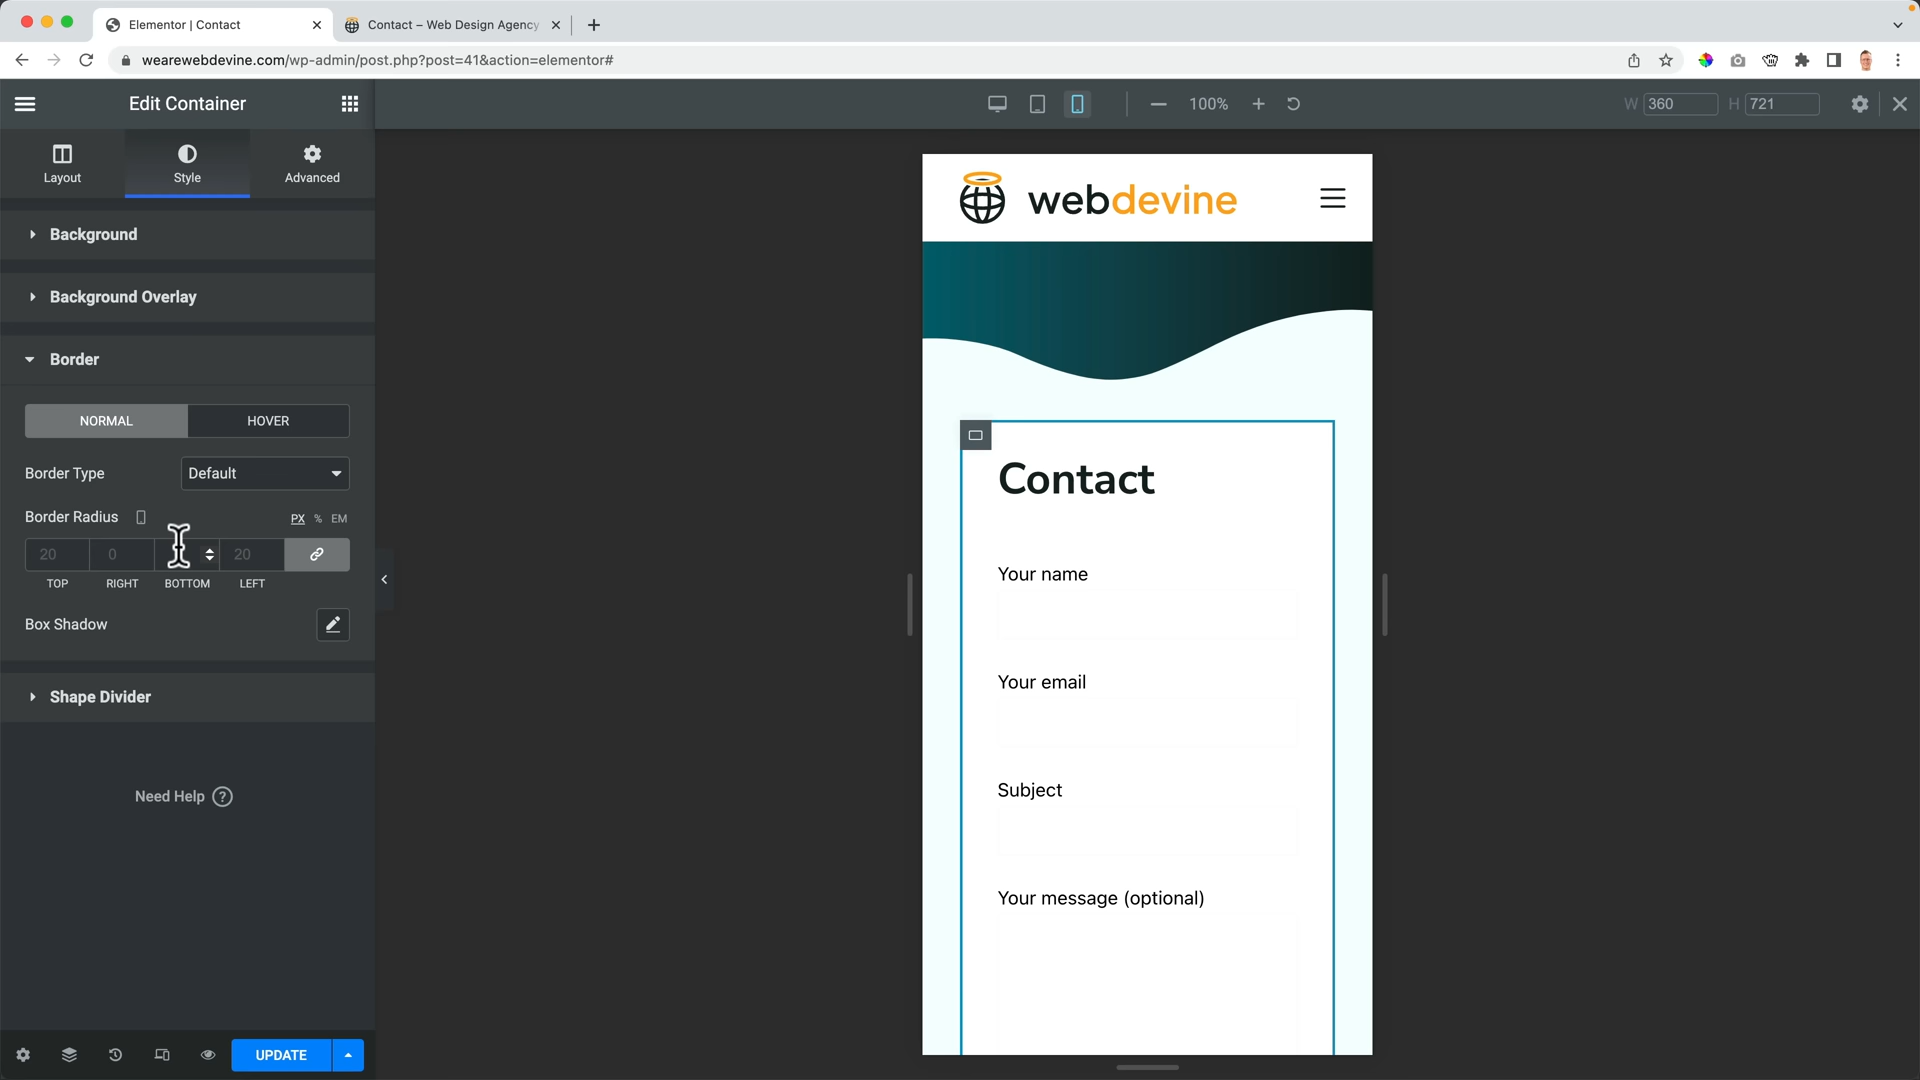 Elementor | Contact
Contact – Web Design Agency
wearewebdevine.com/wp-admin/post.php?post=41&action=elementor#
Edit Container
100%
W 360
H 721
Layout
Style
Advanced
Background
Background Overlay
Border
NORMAL
HOVER
Border Type
Default
Border Radius
PX % EM
20 0 20
TOP RIGHT BOTTOM LEFT
Box Shadow
Shape Divider
Need Help ?
UPDATE
webdevine
Contact
Your name
Your email
Subject
Your message (optional)